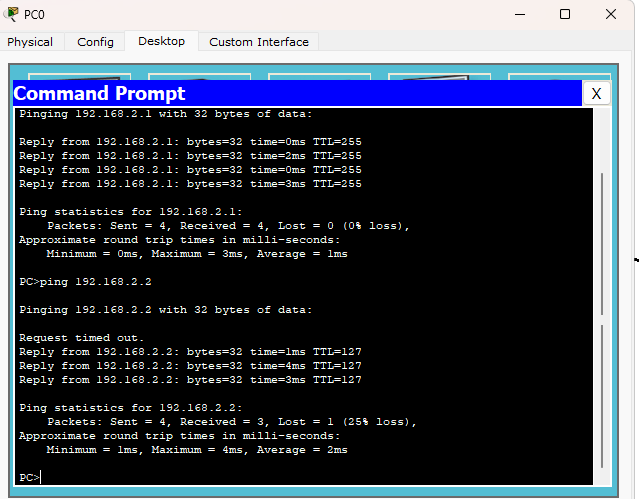 PC0
Physical Config Desktop Custom Interface
Command Prompt X
Pinging 192.168.2.1 with 32 bytes of data:
Reply from 192.168.2.1: bytes=32 time=0ms TTL=255
Reply from 192.168.2.1: bytes=32 time=2ms TTL=255
Reply from 192.168.2.1: bytes=32 time=0ms TTL=255
Reply from 192.168.2.1: bytes=32 time=3ms TTL=255
Ping statistics for 192.168.2.1:
Packets: Sent = 4, Received = 4, Lost = 0 (0% loss),
Approximate round trip times in milli-seconds:
Minimum = 0ms, Maximum = 3ms, Average = 1ms
PC>ping 192.168.2.2
Pinging 192.168.2.2 with 32 bytes of data:
Request timed out.
Reply from 192.168.2.2: bytes=32 time=1ms TTL=127
Reply from 192.168.2.2: bytes=32 time=4ms TTL=127
Reply from 192.168.2.2: bytes=32 time=3ms TTL=127
Ping statistics for 192.168.2.2:
Packets: Sent = 4, Received = 3, Lost = 1 (25% loss),
Approximate round trip times in milli-seconds:
Minimum = 1ms, Maximum = 4ms, Average = 2ms
PC>